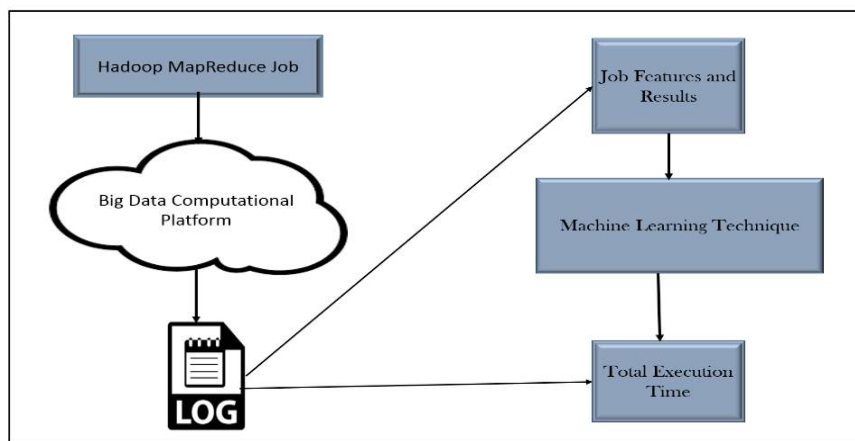 Hadoop MapReduce Job
Big Data Computational
Platform
LOG
Job Features and
Results
Machine Learning Technique
Total Execution
Time